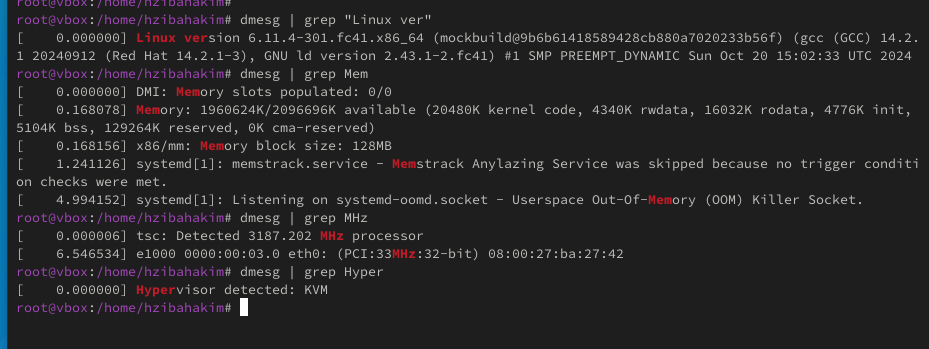 root@vbox:/home/hzibahakim#
root@vbox:/home/hzibahakim# dmesg | grep "Linux ver"
[    0.000000] Linux version 6.11.4-301.fc41.x86_64 (mockbuild@9b6b61418589428cb880a7020233b56f) (gcc (GCC) 14.2.
1 20240912 (Red Hat 14.2.1-3), GNU ld version 2.43.1-2.fc41) #1 SMP PREEMPT_DYNAMIC Sun Oct 20 15:02:33 UTC 2024
root@vbox:/home/hzibahakim# dmesg | grep Mem
[    0.000000] DMI: Memory slots populated: 0/0
[    0.168078] Memory: 1960624K/2096696K available (20480K kernel code, 4340K rwdata, 16032K rodata, 4776K init,
5104K bss, 129264K reserved, 0K cma-reserved)
[    0.168156] x86/mm: Memory block size: 128MB
[    1.241126] systemd[1]: memstrack.service - Memstrack Anylazing Service was skipped because no trigger conditi
on checks were met.
[    4.994152] systemd[1]: Listening on systemd-oomd.socket - Userspace Out-Of-Memory (OOM) Killer Socket.
root@vbox:/home/hzibahakim# dmesg | grep MHz
[    0.000006] tsc: Detected 3187.202 MHz processor
[    6.546534] e1000 0000:00:03.0 eth0: (PCI:33MHz:32-bit) 08:00:27:ba:27:42
root@vbox:/home/hzibahakim# dmesg | grep Hyper
[    0.000000] Hypervisor detected: KVM
root@vbox:/home/hzibahakim#